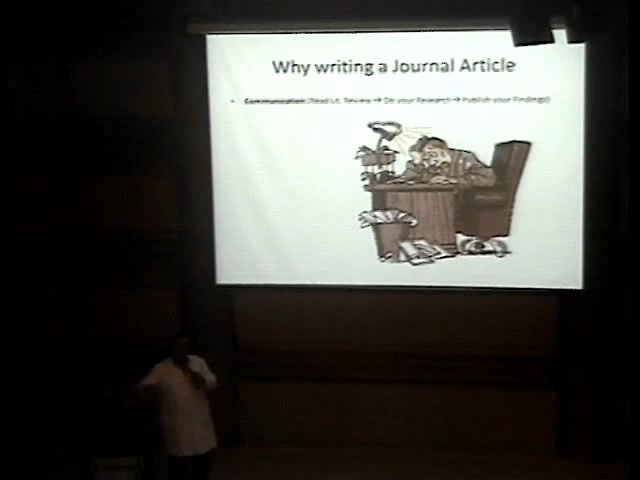 Why writing a Journal Article
• Communication (Read Lit. Review → Do your Research → Publish your Findings)